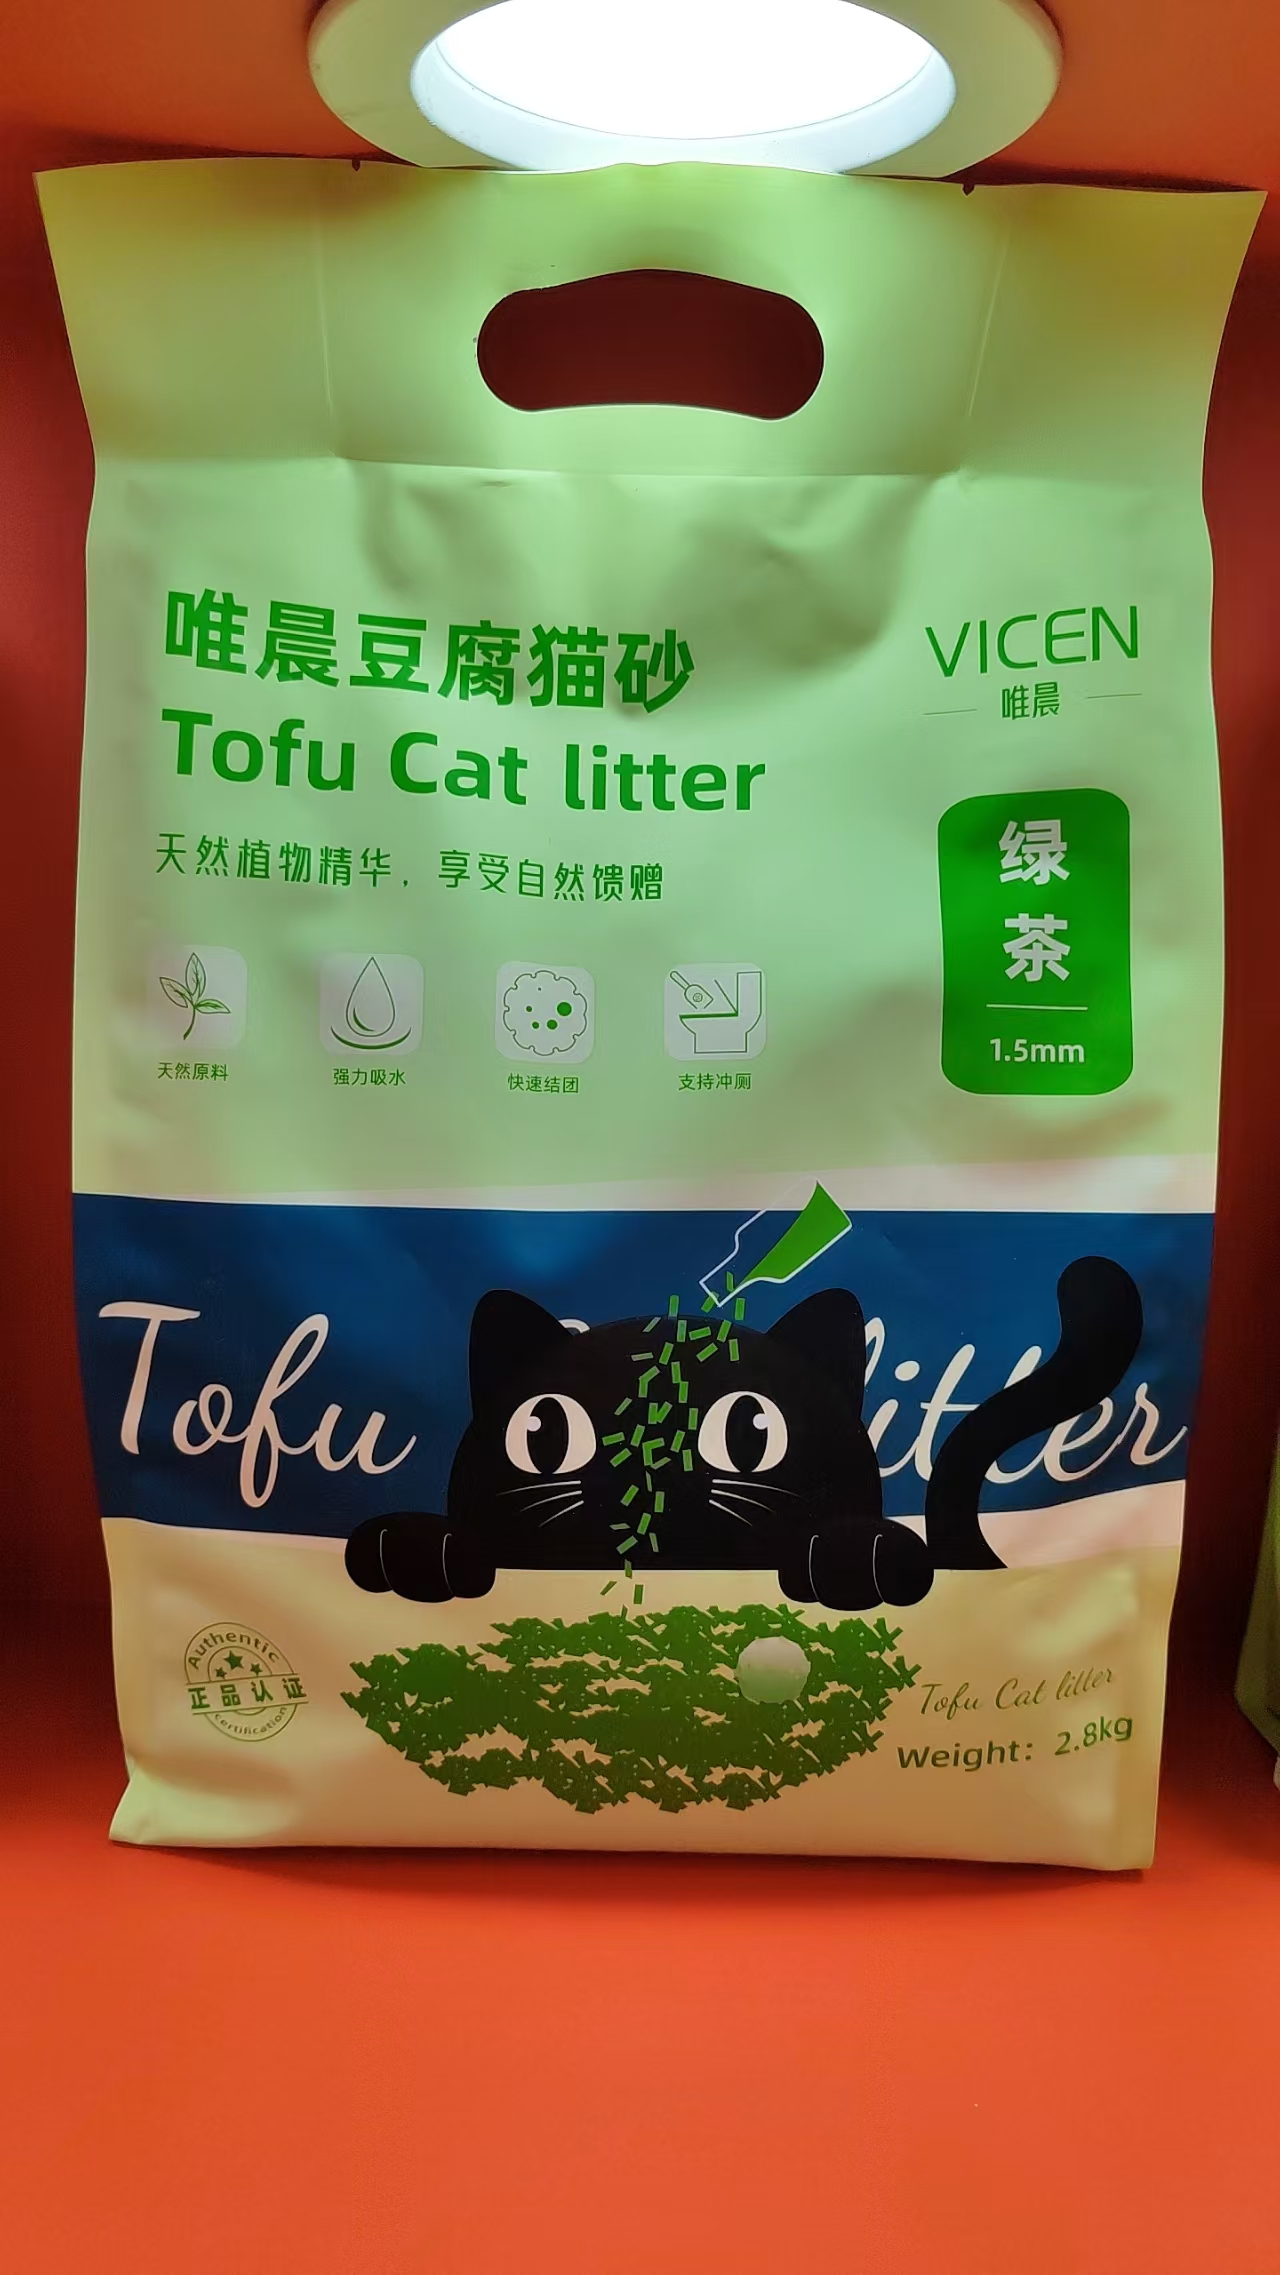 唯晨豆腐猫砂
Tofu Cat litter
天然植物精华，享受自然馈赠
天然原料
强力吸水
快速结团
支持冲厕
VICEN
唯晨
绿
茶
1.5mm
Tofu litter
Authentic
正品认证
certification
Tofu Cat litter
Weight: 2.8kg